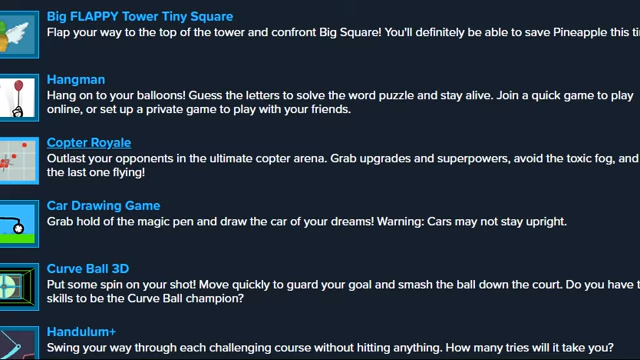 Big FLAPPY Tower Tiny Square
Flap your way to the top of the tower and confront Big Square! You'll definitely be able to save Pineapple this
Hangman
Hang on to your balloons! Guess the letters to solve the word puzzle and stay alive. Join a quick game to play
online, or set up a private game to play with your friends.
Copter Royale
Outlast your opponents in the ultimate copter arena. Grab upgrades and superpowers, avoid the toxic fog, and
the last one flying!
Car Drawing Game
Grab hold of the magic pen and draw the car of your dreams! Warning: Cars may not stay upright.
Curve Ball 3D
Put some spin on your shot! Move quickly to guard your goal and smash the ball down the court. Do you have
skills to be the Curve Ball champion?
Handulum+
Swing your way through each challenging course without hitting anything. How many tries will it take you?